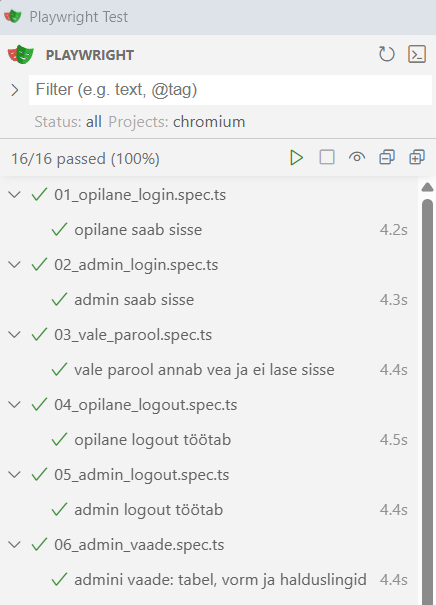 Playwright Test
PLAYWRIGHT
Filter (e.g. text, @tag)
Status: all Projects: chromium
16/16 passed (100%)
01_opilane_login.spec.ts
opilane saab sisse 4.2s
02_admin_login.spec.ts
admin saab sisse 4.3s
03_vale_parool.spec.ts
vale parool annab vea ja ei lase sisse 4.4s
04_opilane_logout.spec.ts
opilane logout töötab 4.5s
05_admin_logout.spec.ts
admin logout töötab 4.4s
06_admin_vaade.spec.ts
admini vaade: tabel, vorm ja halduslingid 4.4s